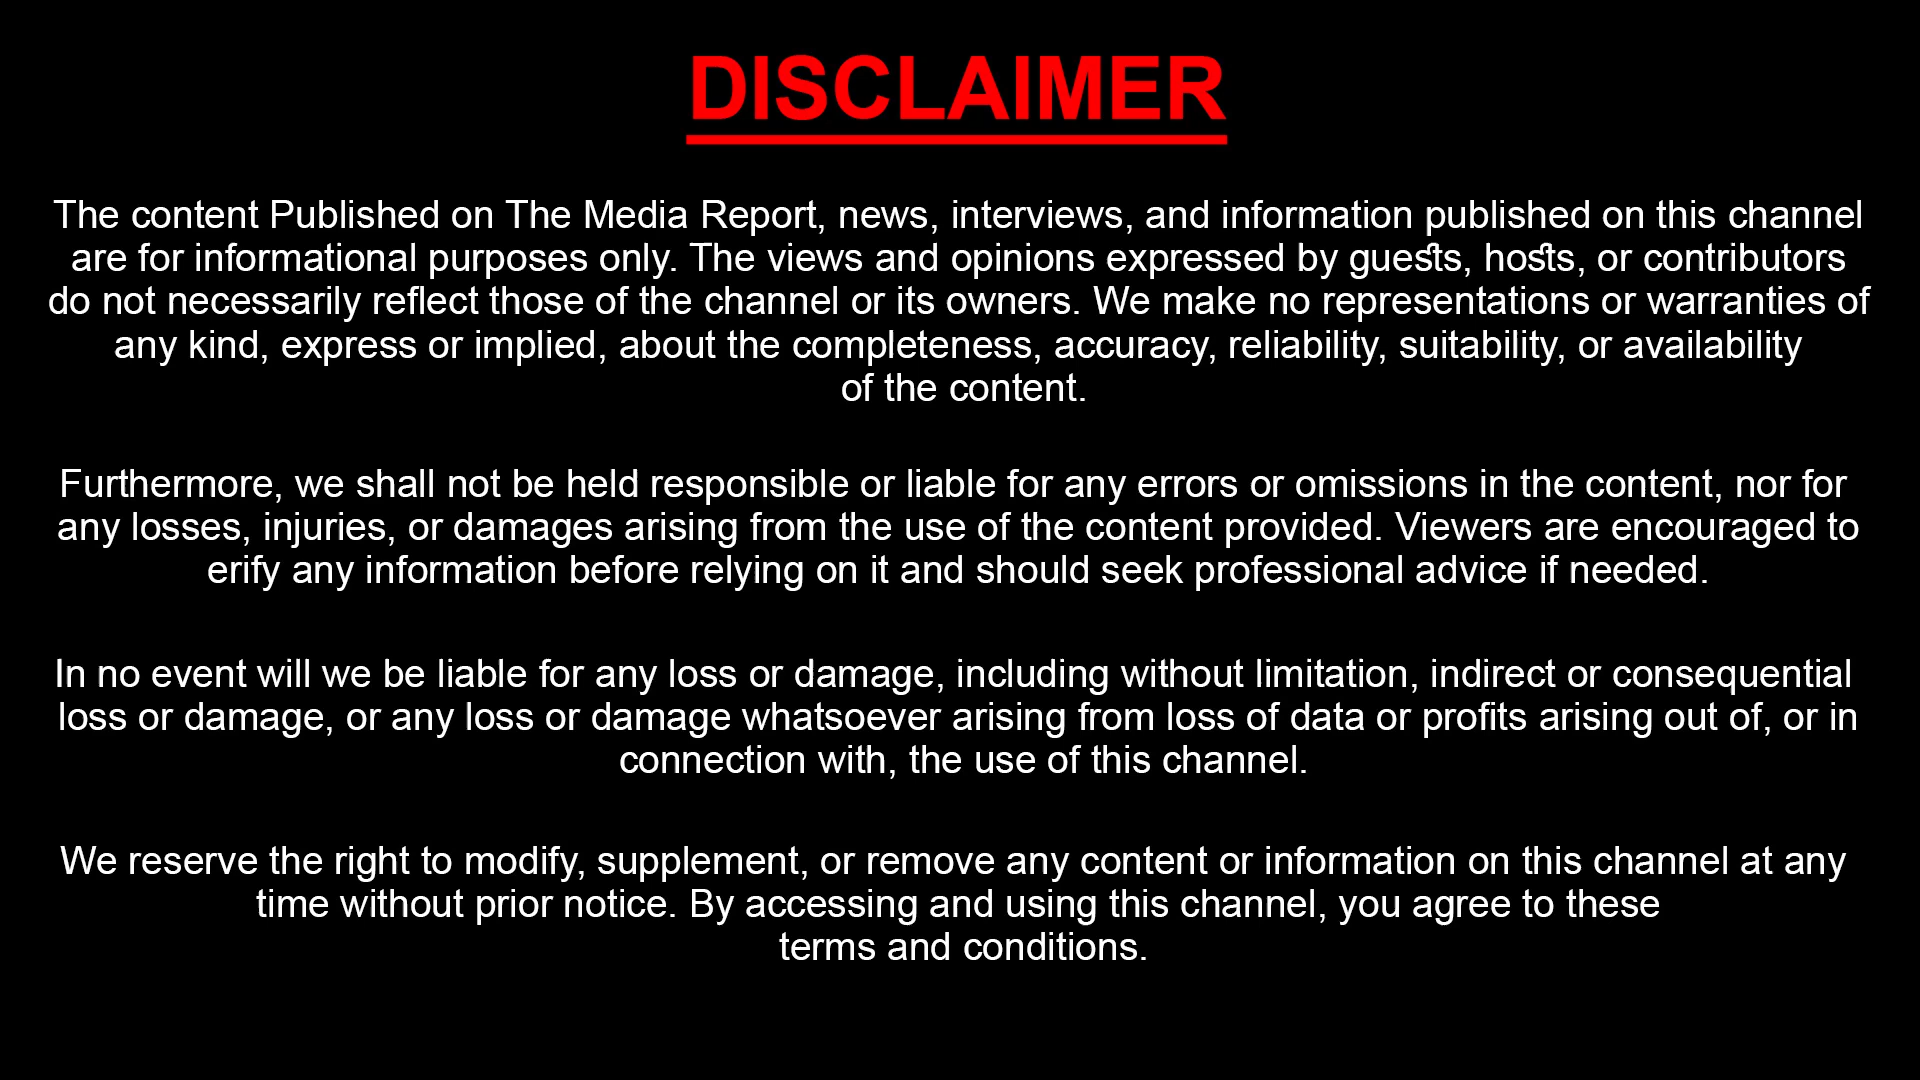 DISCLAIMER
The content Published on The Media Report, news, interviews, and information published on this channel
are for informational purposes only. The views and opinions expressed by guests, hosts, or contributors
do not necessarily reflect those of the channel or its owners. We make no representations or warranties of
any kind, express or implied, about the completeness, accuracy, reliability, suitability, or availability
of the content.
Furthermore, we shall not be held responsible or liable for any errors or omissions in the content, nor for
any losses, injuries, or damages arising from the use of the content provided. Viewers are encouraged to
erify any information before relying on it and should seek professional advice if needed.
In no event will we be liable for any loss or damage, including without limitation, indirect or consequential
loss or damage, or any loss or damage whatsoever arising from loss of data or profits arising out of, or in
connection with, the use of this channel.
We reserve the right to modify, supplement, or remove any content or information on this channel at any
time without prior notice. By accessing and using this channel, you agree to these
terms and conditions.